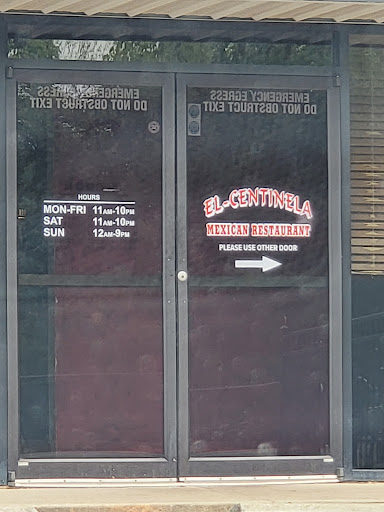 EMERGENCY EGRESS
DO NOT OBSTRUCT EXIT
EMERGENCY EGRESS
DO NOT OBSTRUCT EXIT
HOURS
MON-FRI 11AM-10PM
SAT 11AM-10PM
SUN 12AM-9PM
EL-CENTINELA
MEXICAN RESTAURANT
PLEASE USE OTHER DOOR